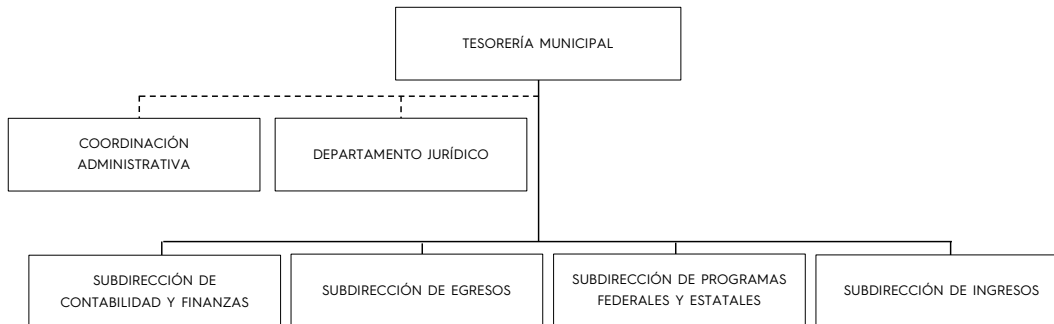 TESORERÍA MUNICIPAL
COORDINACIÓN
ADMINISTRATIVA
DEPARTAMENTO JURÍDICO
SUBDIRECCIÓN DE
CONTABILIDAD Y FINANZAS
SUBDIRECCIÓN DE EGRESOS
SUBDIRECCIÓN DE PROGRAMAS
FEDERALES Y ESTATALES
SUBDIRECCIÓN DE INGRESOS